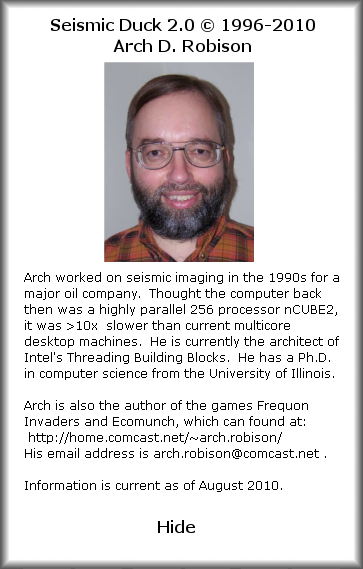 Seismic Duck 2.0 © 1996-2010
Arch D. Robison
Arch worked on seismic imaging in the 1990s for a
major oil company.  Thought the computer back
then was a highly parallel 256 processor nCUBE2,
it was >10x  slower than current multicore
desktop machines.  He is currently the architect of
Intel's Threading Building Blocks.  He has a Ph.D.
in computer science from the University of Illinois.
Arch is also the author of the games Frequon
Invaders and Ecomunch, which can found at:
http://home.comcast.net/~arch.robison/
His email address is arch.robison@comcast.net .
Information is current as of August 2010.
Hide